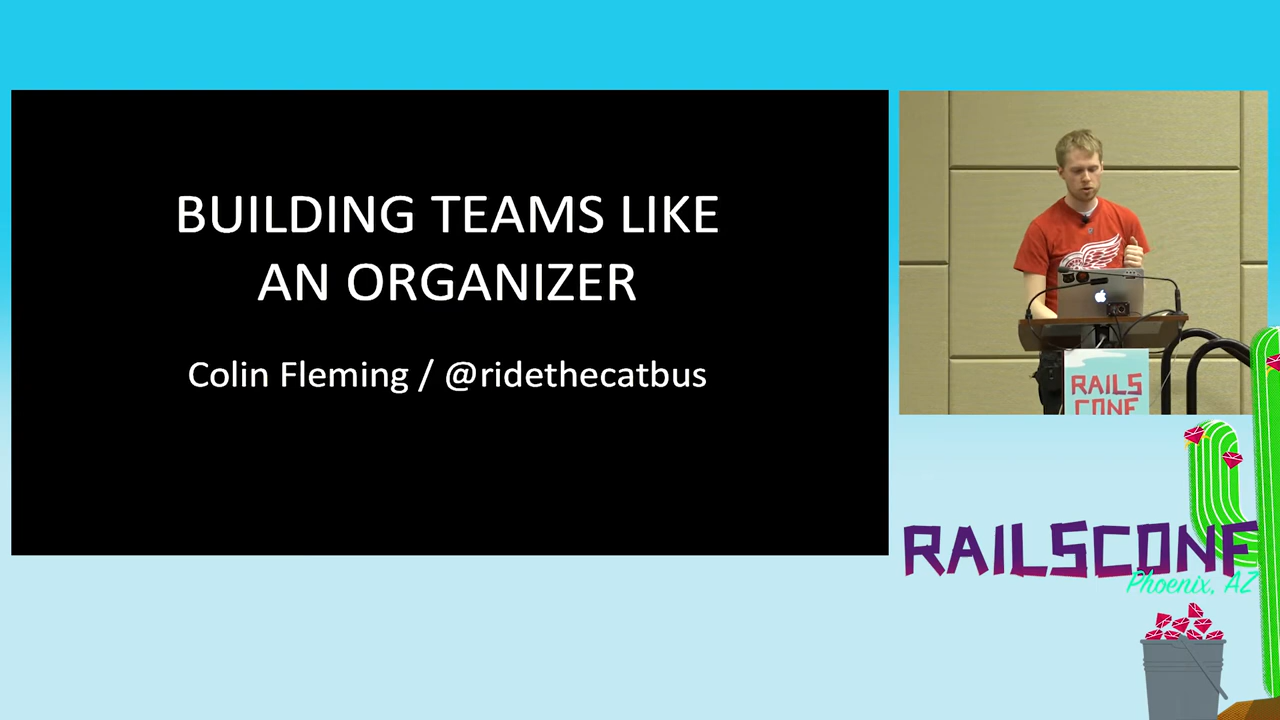 BUILDING TEAMS LIKE
AN ORGANIZER
Colin Fleming / @ridethecatbus
RAILS
CONF
RAILSCONF
Phoenix, AZ